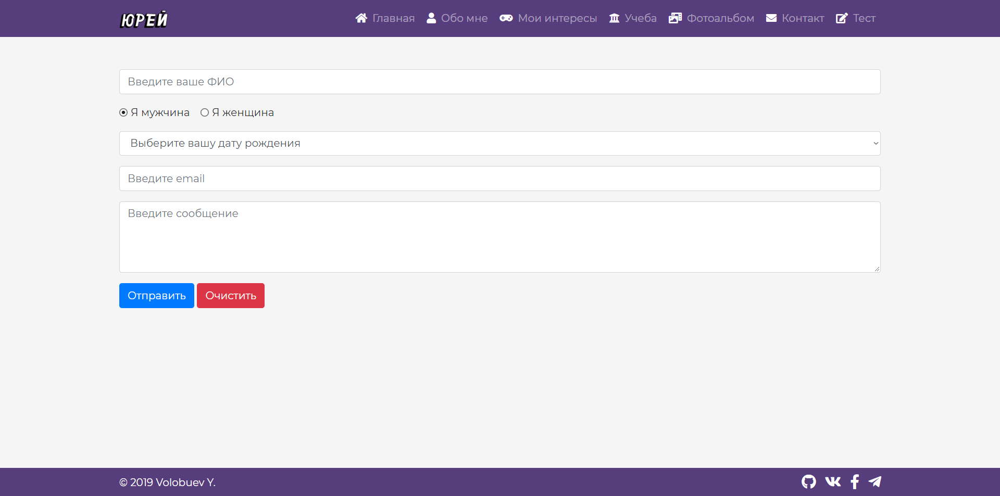 ЮРЕЙ Главная Обо мне Мои интересы Учеба Фотоальбом Контакт Тест
Введите ваше ФИО
Я мужчина Я женщина
Выберите вашу дату рождения
Введите email
Введите сообщение
Отправить Очистить
© 2019 Volobuev Y.